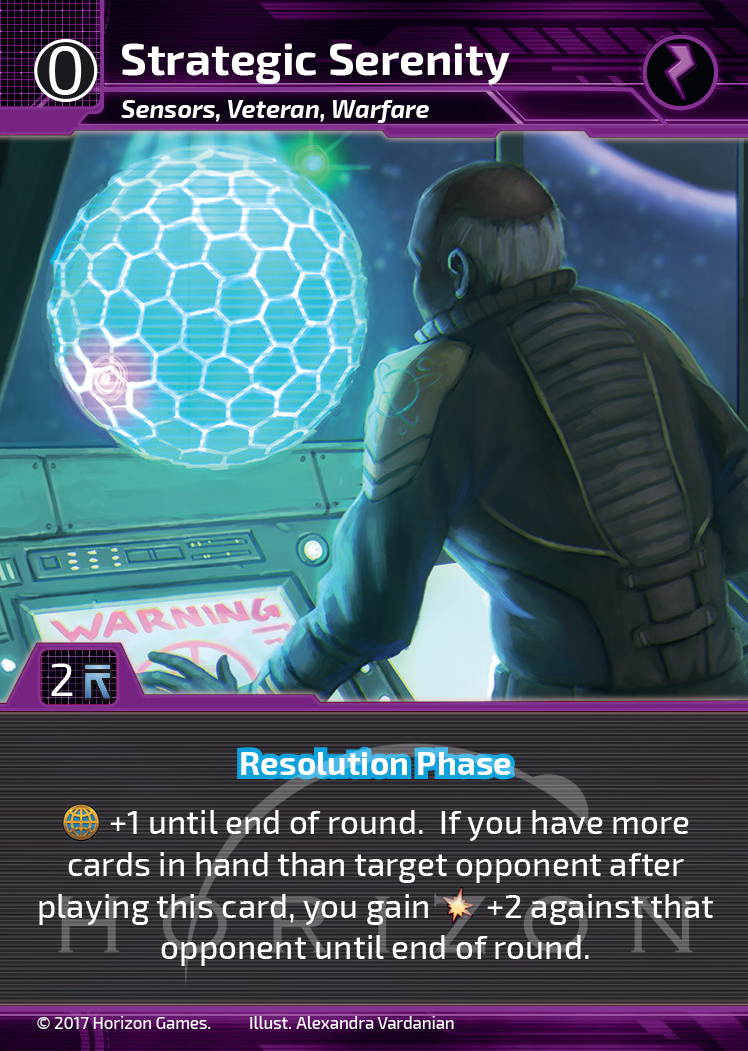 0
Strategic Serenity
Sensors, Veteran, Warfare
WARNING
2
Resolution Phase
+1 until end of round. If you have more
cards in hand than target opponent after
playing this card, you gain +2 against that
opponent until end of round.
HORIZON
© 2017 Horizon Games. Illust. Alexandra Vardanian